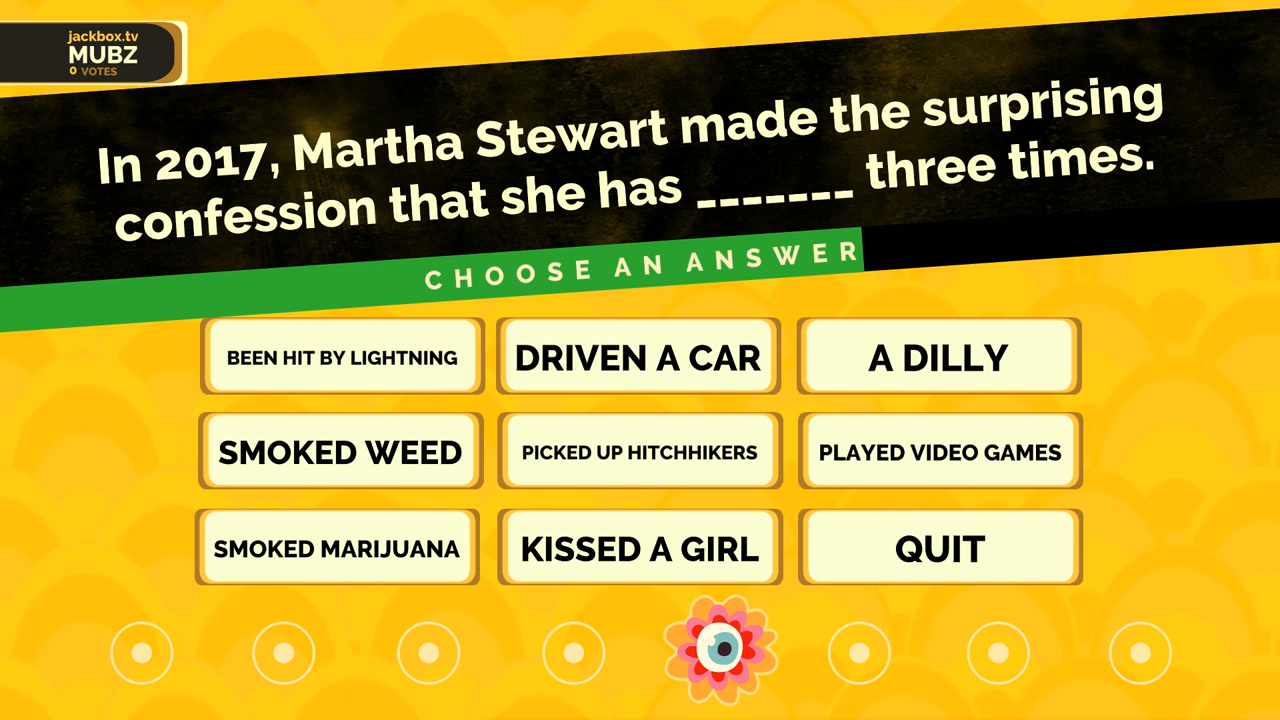 jackbox.tv
MUBZ
0 VOTES
In 2017, Martha Stewart made the surprising
confession that she has _______ three times.
CHOOSE AN ANSWER
BEEN HIT BY LIGHTNING
DRIVEN A CAR
A DILLY
SMOKED WEED
PICKED UP HITCHHIKERS
PLAYED VIDEO GAMES
SMOKED MARIJUANA
KISSED A GIRL
QUIT